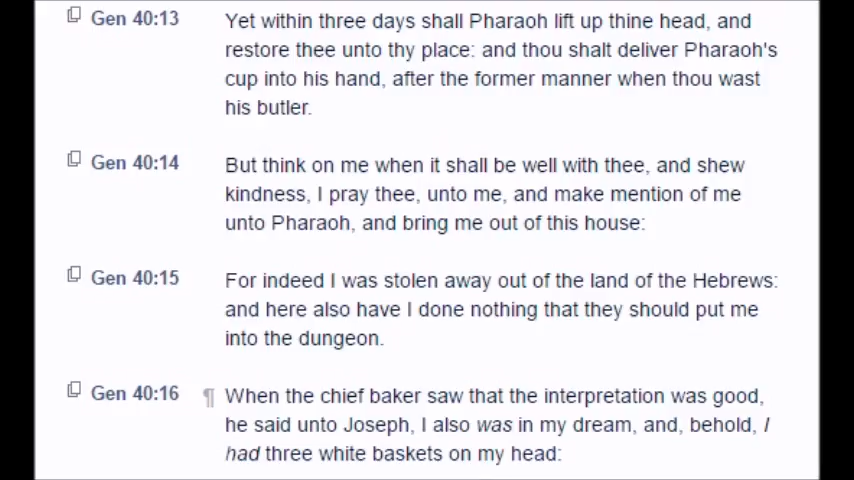 Gen 40:13 Yet within three days shall Pharaoh lift up thine head, and
restore thee unto thy place: and thou shalt deliver Pharaoh's
cup into his hand, after the former manner when thou wast
his butler.
Gen 40:14 But think on me when it shall be well with thee, and shew
kindness, I pray thee, unto me, and make mention of me
unto Pharaoh, and bring me out of this house:
Gen 40:15 For indeed I was stolen away out of the land of the Hebrews:
and here also have I done nothing that they should put me
into the dungeon.
Gen 40:16 ¶ When the chief baker saw that the interpretation was good,
he said unto Joseph, I also was in my dream, and, behold, I
had three white baskets on my head: